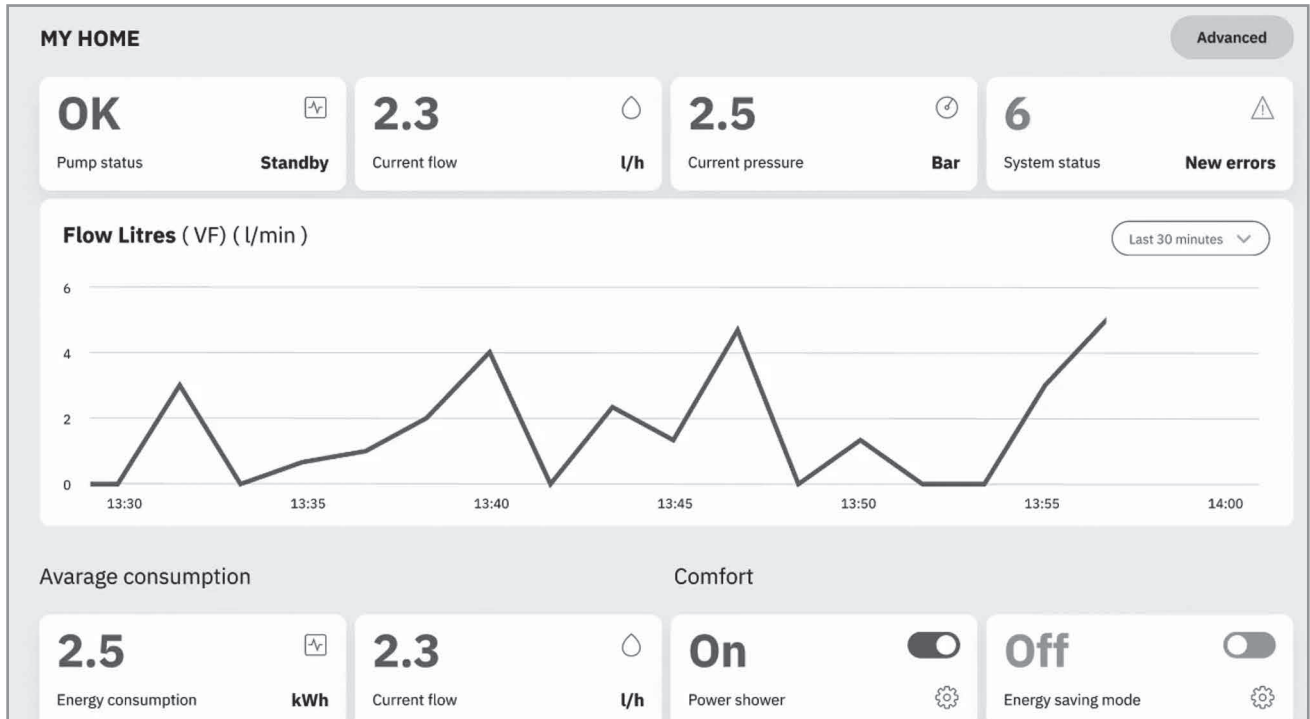 MY HOME
Advanced
OK
Pump status Standby
2.3
Current flow l/h
2.5
Current pressure Bar
6
System status New errors
Flow Litres ( VF) ( l/min )
Last 30 minutes
6
4
2
0
13:30 13:35 13:40 13:45 13:50 13:55 14:00
Avarage consumption
Comfort
2.5
Energy consumption kWh
2.3
Current flow l/h
On
Power shower
Off
Energy saving mode